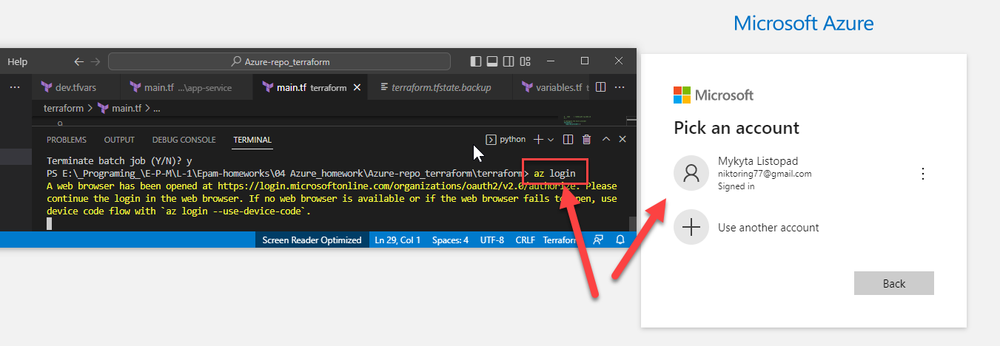 Microsoft Azure
Help
Azure-repo_terraform
dev.tfvars
main.tf ...\app-service
main.tf terraform
terraform.tfstate.backup
variables.tf
terraform > main.tf > ...
PROBLEMS OUTPUT DEBUG CONSOLE TERMINAL
python
Terminate batch job (Y/N)? y
PS E:\_Programing_\E-P-M\L-1\Epam-homeworks\04 Azure_homework\Azure-repo_terraform\terraform> az login
A web browser has been opened at https://login.microsoftonline.com/organizations/oauth2/v2.0/authorize. Please
continue the login in the web browser. If no web browser is available or if the web browser fails to open, use
device code flow with `az login --use-device-code`.
Screen Reader Optimized Ln 29, Col 1 Spaces: 4 UTF-8 CRLF Terraform
Microsoft
Pick an account
Mykyta Listopad
niktoring77@gmail.com
Signed in
Use another account
Back